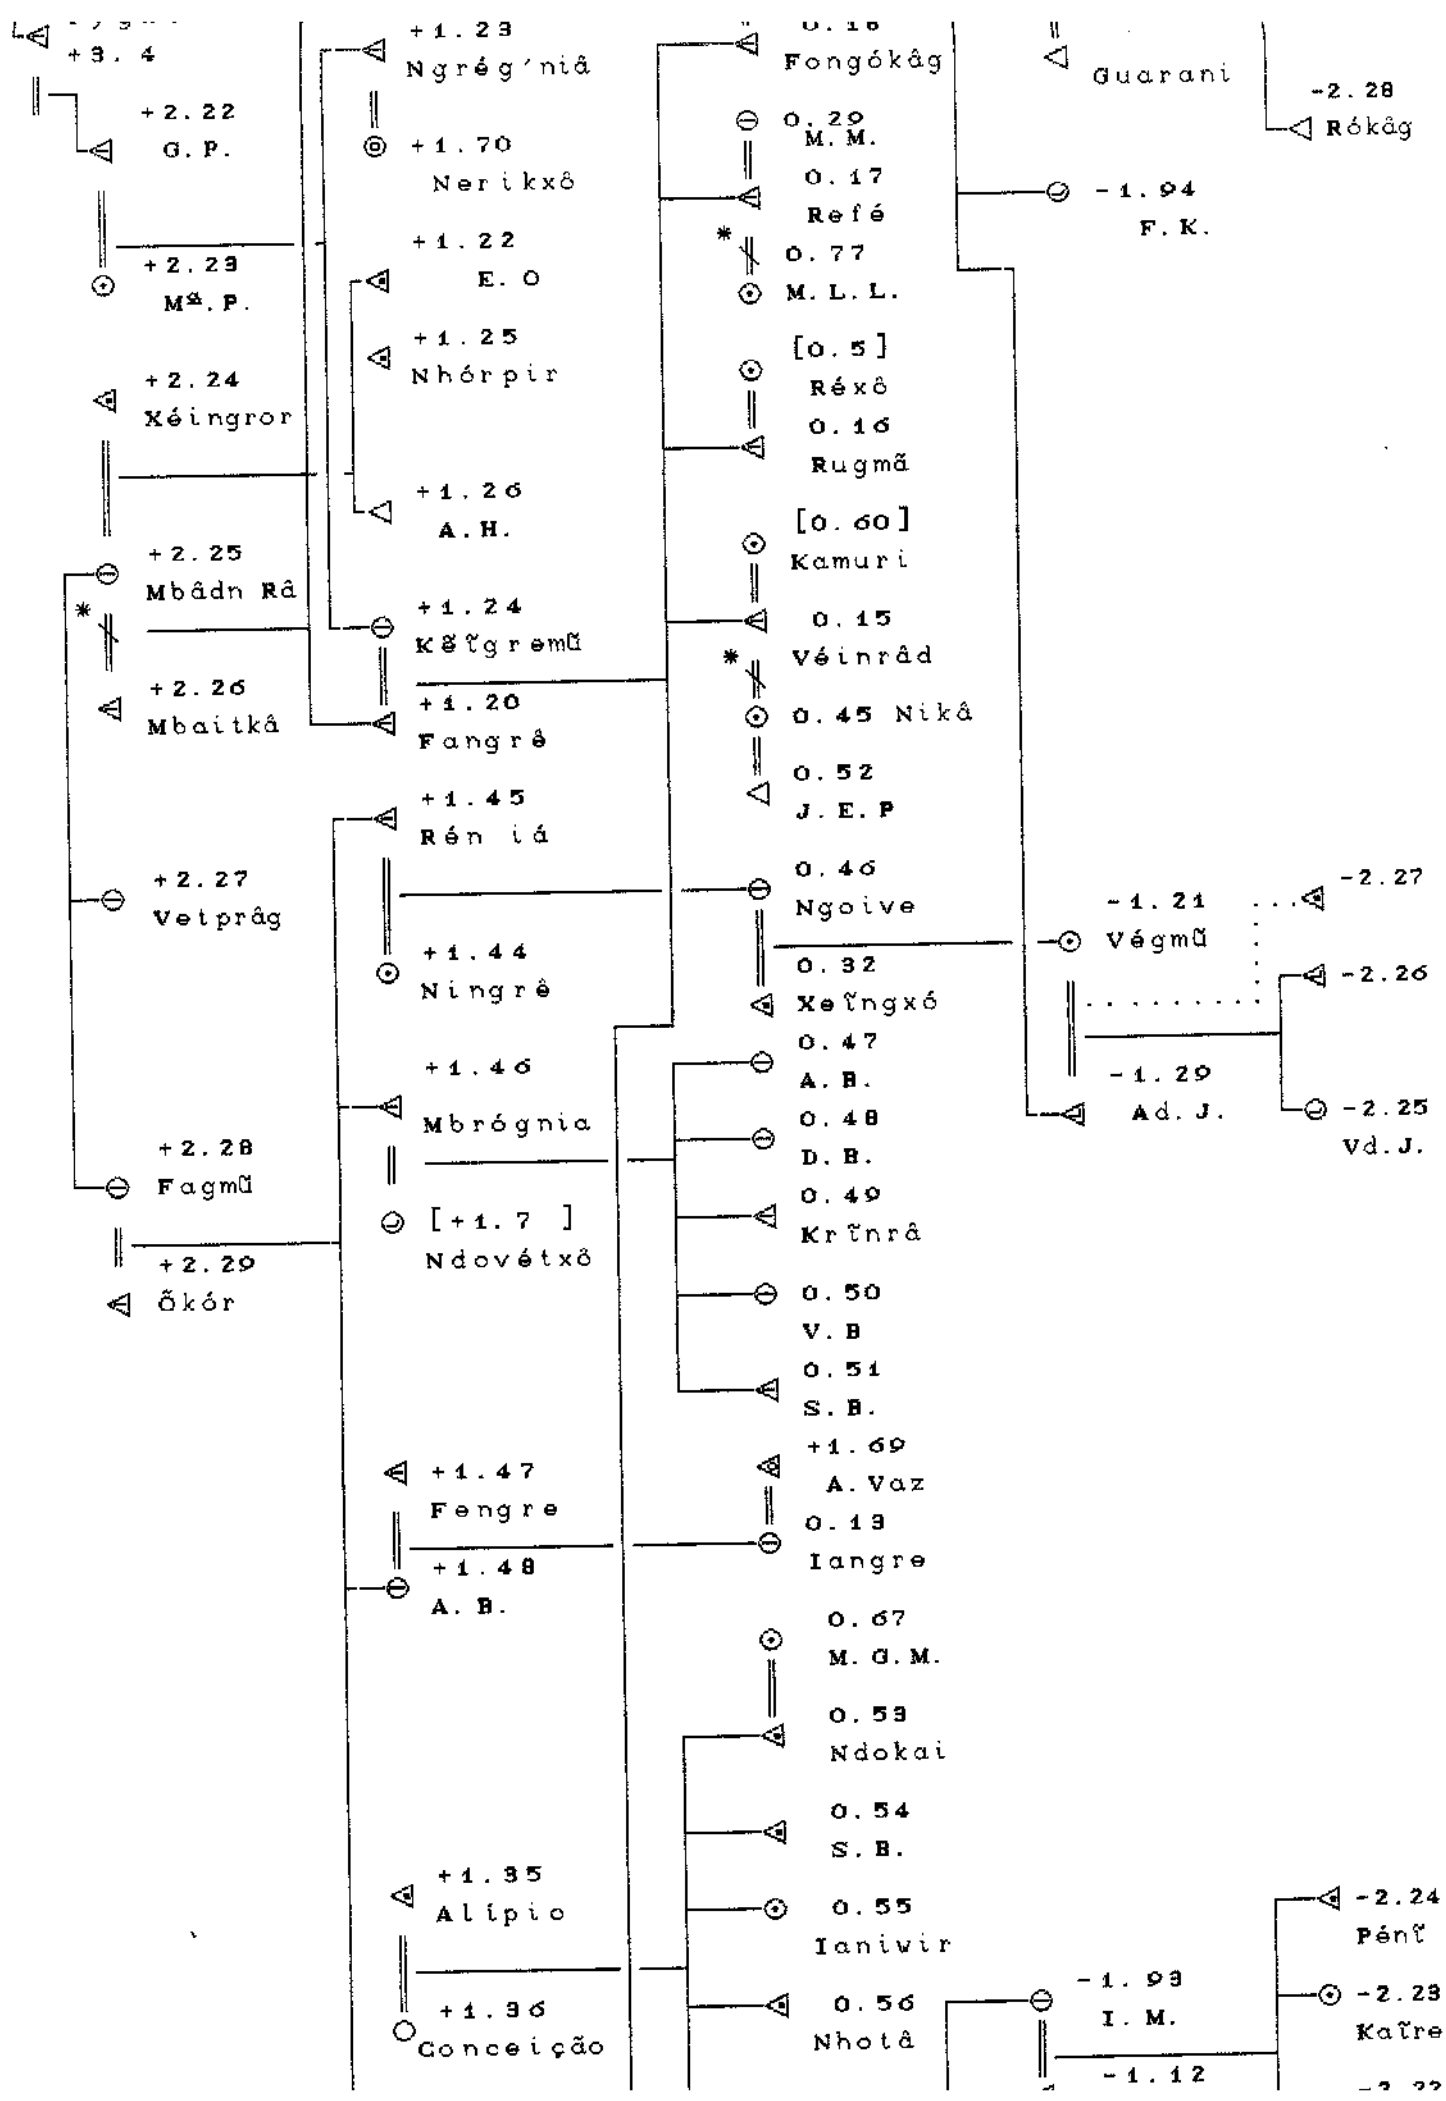 +3.4
+2.22
G.P.
+2.23
Mª.P.
+2.24
Xéingror
+2.25
Mbâdn Râ
*
+2.26
Mbaitkâ
+2.27
Vetprâg
+2.28
Fagmũ
+2.29
Õkór
+1.23
Ngrég'niâ
+1.70
Nerikxô
+1.22
E.O
+1.25
Nhórpir
+1.26
A.H.
+1.24
Kẽĩgremũ
+1.20
Fangrê
+1.45
Rén iá
+1.44
Ningrê
+1.46
Mbrógnia
[+1.7 ]
Ndovétxô
+1.47
Fengre
+1.48
A.B.
+1.35
Alípio
+1.36
Conceição
Fongókâg
0.29
M.M.
0.17
Refé
*
0.77
M.L.L.
[0.5]
Réxô
0.16
Rugmã
[0.60]
Kamuri
0.15
Véinrâd
*
0.45 Nikâ
0.52
J.E.P
0.46
Ngoive
0.32
Xeĩngxó
0.47
A.B.
0.48
D.B.
0.49
Krĩnrâ
0.50
V.B
0.51
S.B.
+1.69
A.Vaz
0.13
Iangre
0.67
M.G.M.
0.53
Ndokai
0.54
S.B.
0.55
Ianivir
0.56
Nhotâ
Guarani
-1.94
F.K.
-1.21
Végmũ
-1.29
Ad.J.
-1.93
I.M.
-1.12
-2.28
Rókâg
-2.27
-2.26
-2.25
Vd.J.
-2.24
Pénĩ
-2.23
Kaĩre